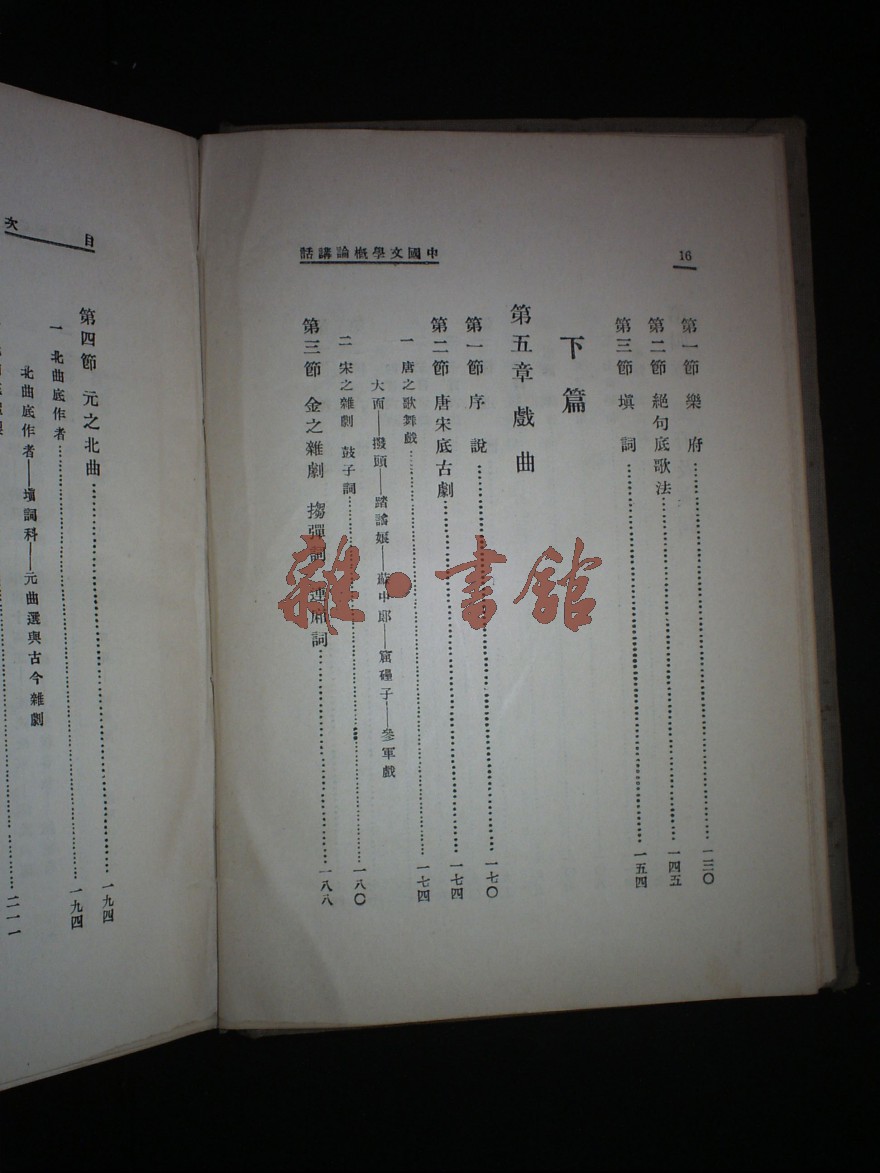 16
中國文學概論講話
第一節 樂府……一三〇
第二節 絕句底歌法……一四五
第三節 塡詞……一五四
下篇
第五章 戲曲
第一節 序說……一七〇
第二節 唐宋底古劇……一七四
一 唐之歌舞戲……一七四
大面——撥頭——踏謠娘——蘇中郎——窟礧子——參軍戲
二 宋之雜劇 鼓子詞……一八〇
第三節 金之雜劇 搊彈詞 連廂詞……一八八
雜·書館
目次
第四節 元之北曲……一九四
一 北曲底作者……一九四
北曲底作者——塡詞科——元曲選與古今雜劇
二一一